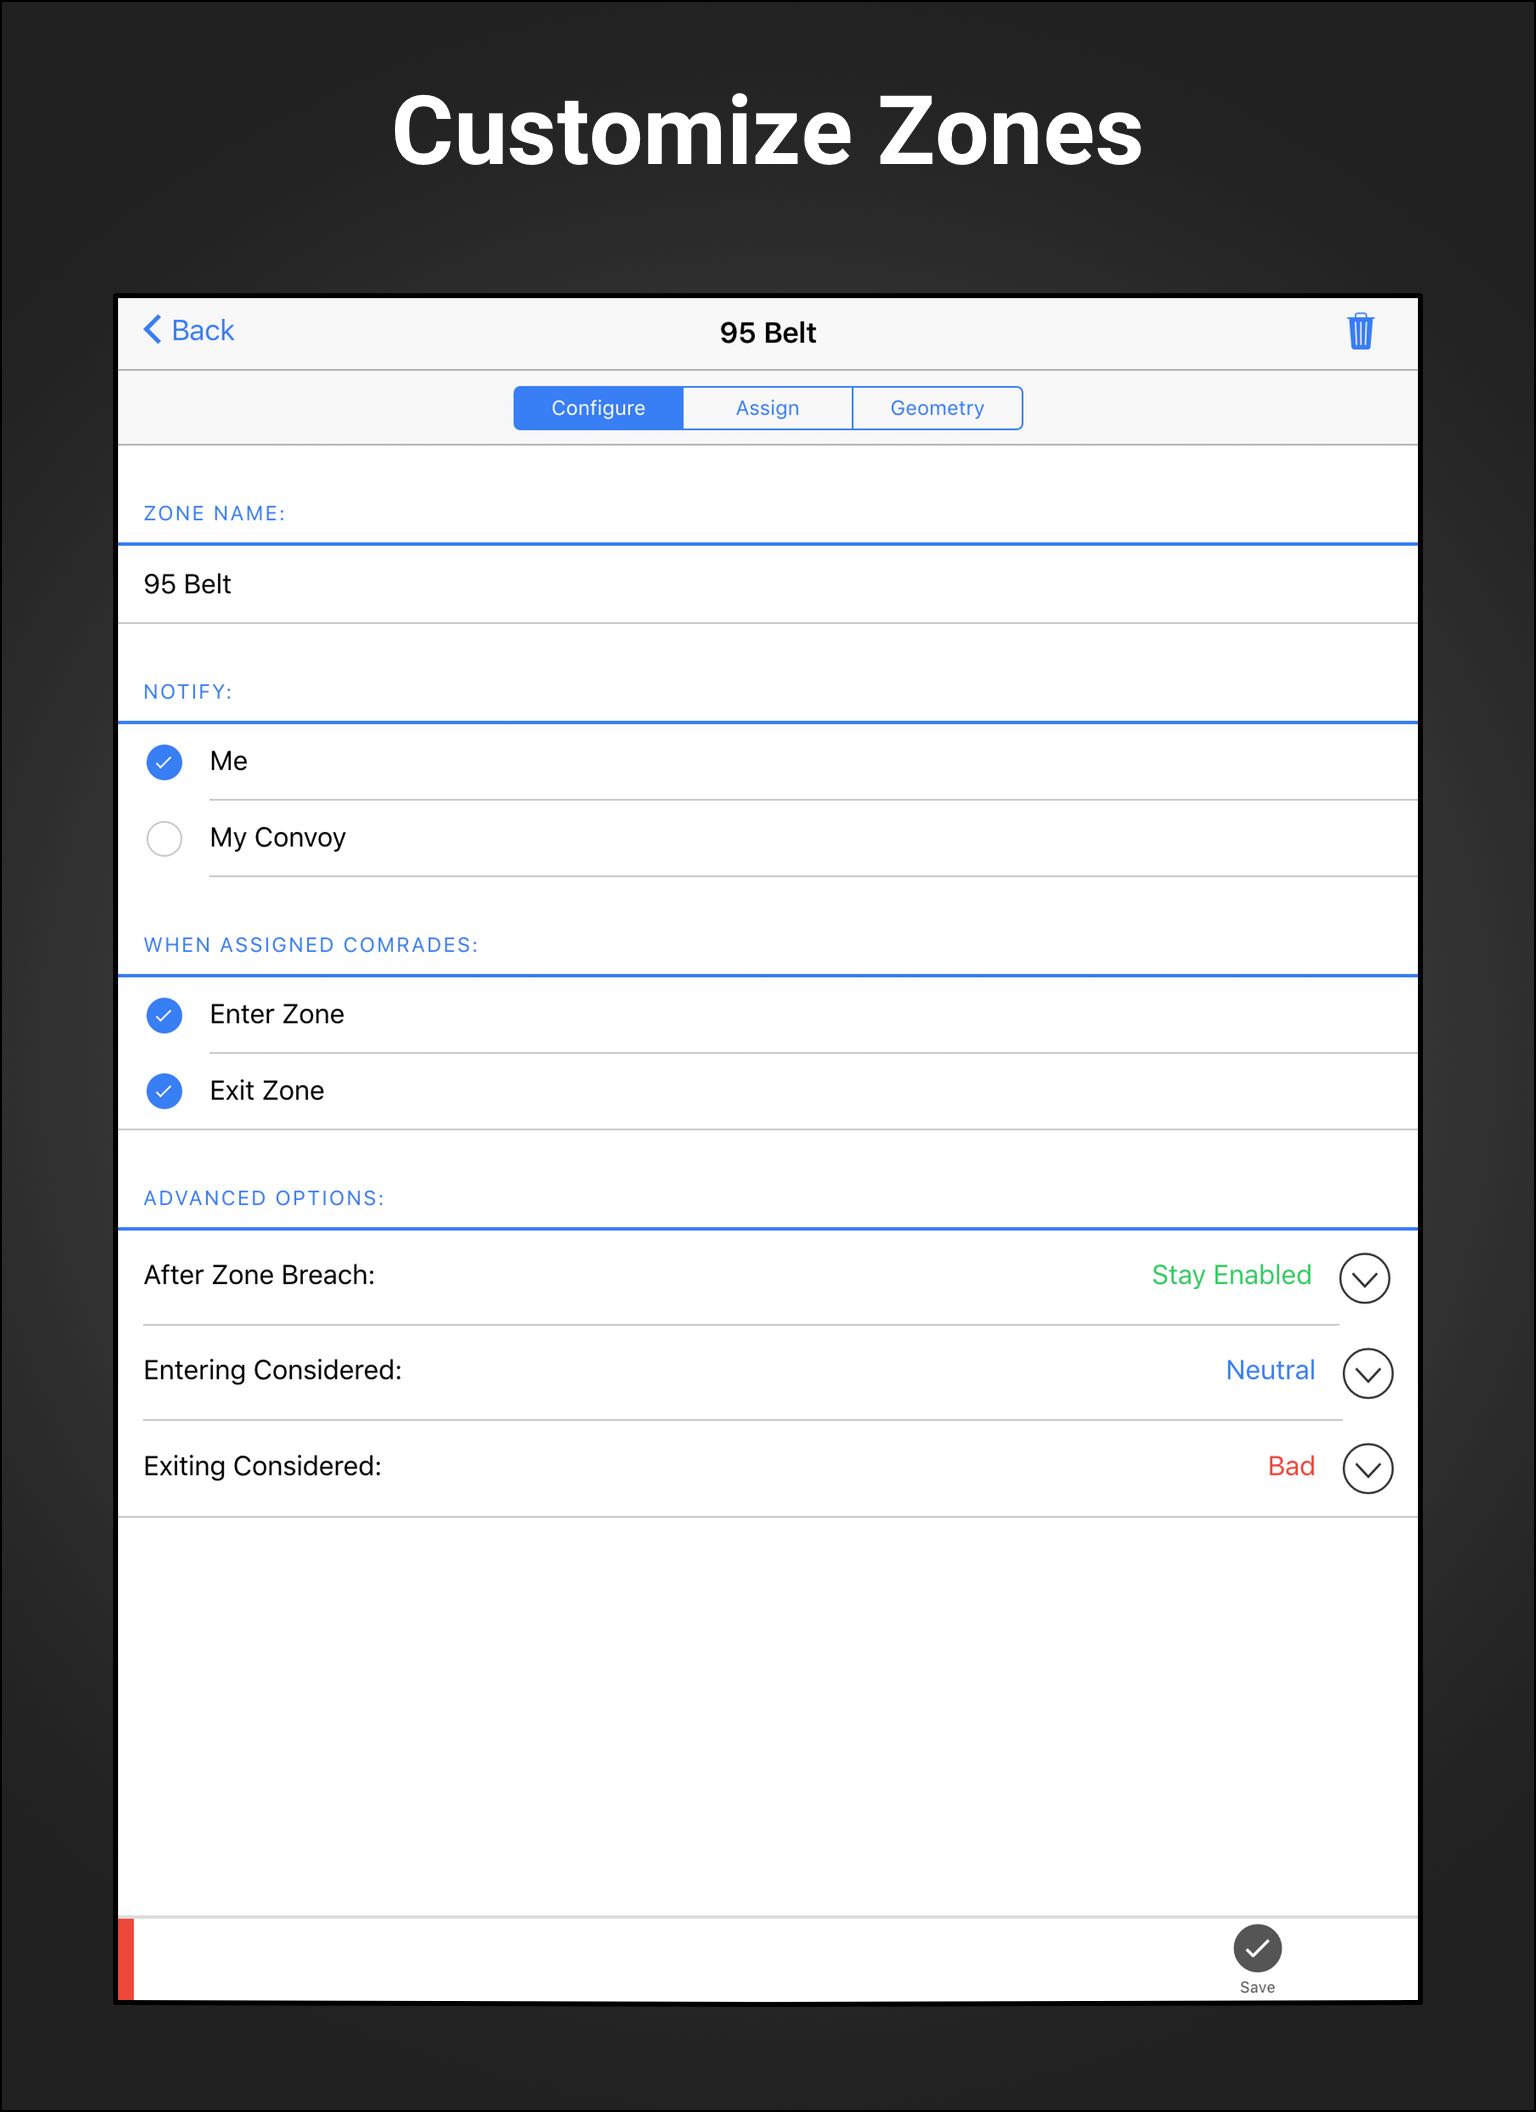 Customize Zones
Back
95 Belt
Configure
Assign
Geometry
ZONE NAME:
95 Belt
NOTIFY:
Me
My Convoy
WHEN ASSIGNED COMRADES:
Enter Zone
Exit Zone
ADVANCED OPTIONS:
After Zone Breach: Stay Enabled
Entering Considered: Neutral
Exiting Considered: Bad
Save